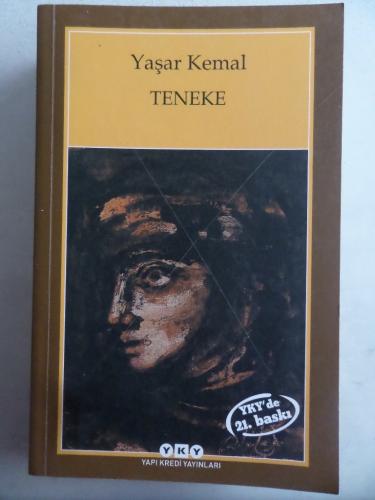 Yaşar Kemal
TENEKE
YKY'de
21. baskı
YKY
YAPI KREDİ YAYINLARI